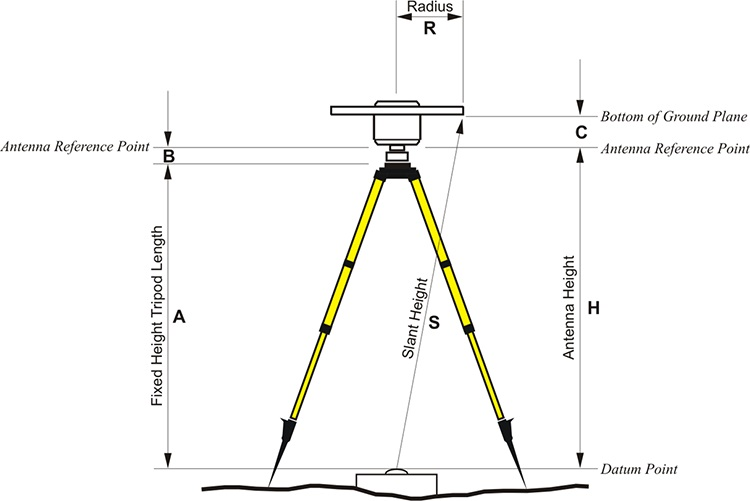 Radius
R
Bottom of Ground Plane
C
Antenna Reference Point
Antenna Reference Point
B
Fixed Height Tripod Length
A
Slant Height
S
Antenna Height
H
Datum Point